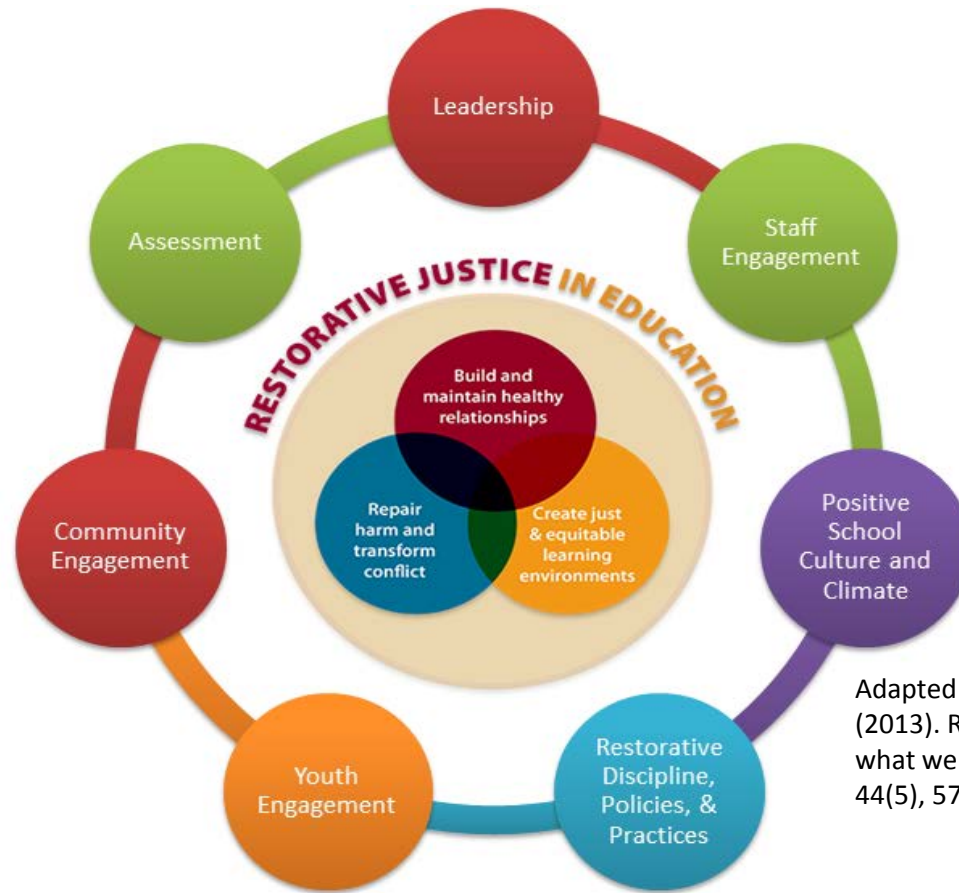 Leadership
Staff
Engagement
Positive
School
Culture and
Climate
Restorative
Discipline,
Policies, &
Practices
Youth
Engagement
Community
Engagement
Assessment
RESTORATIVE JUSTICE IN EDUCATION
Build and
maintain healthy
relationships
Repair
harm and
transform
conflict
Create just
& equitable
learning
environments
Adapted
(2013). R
what we
44(5), 57